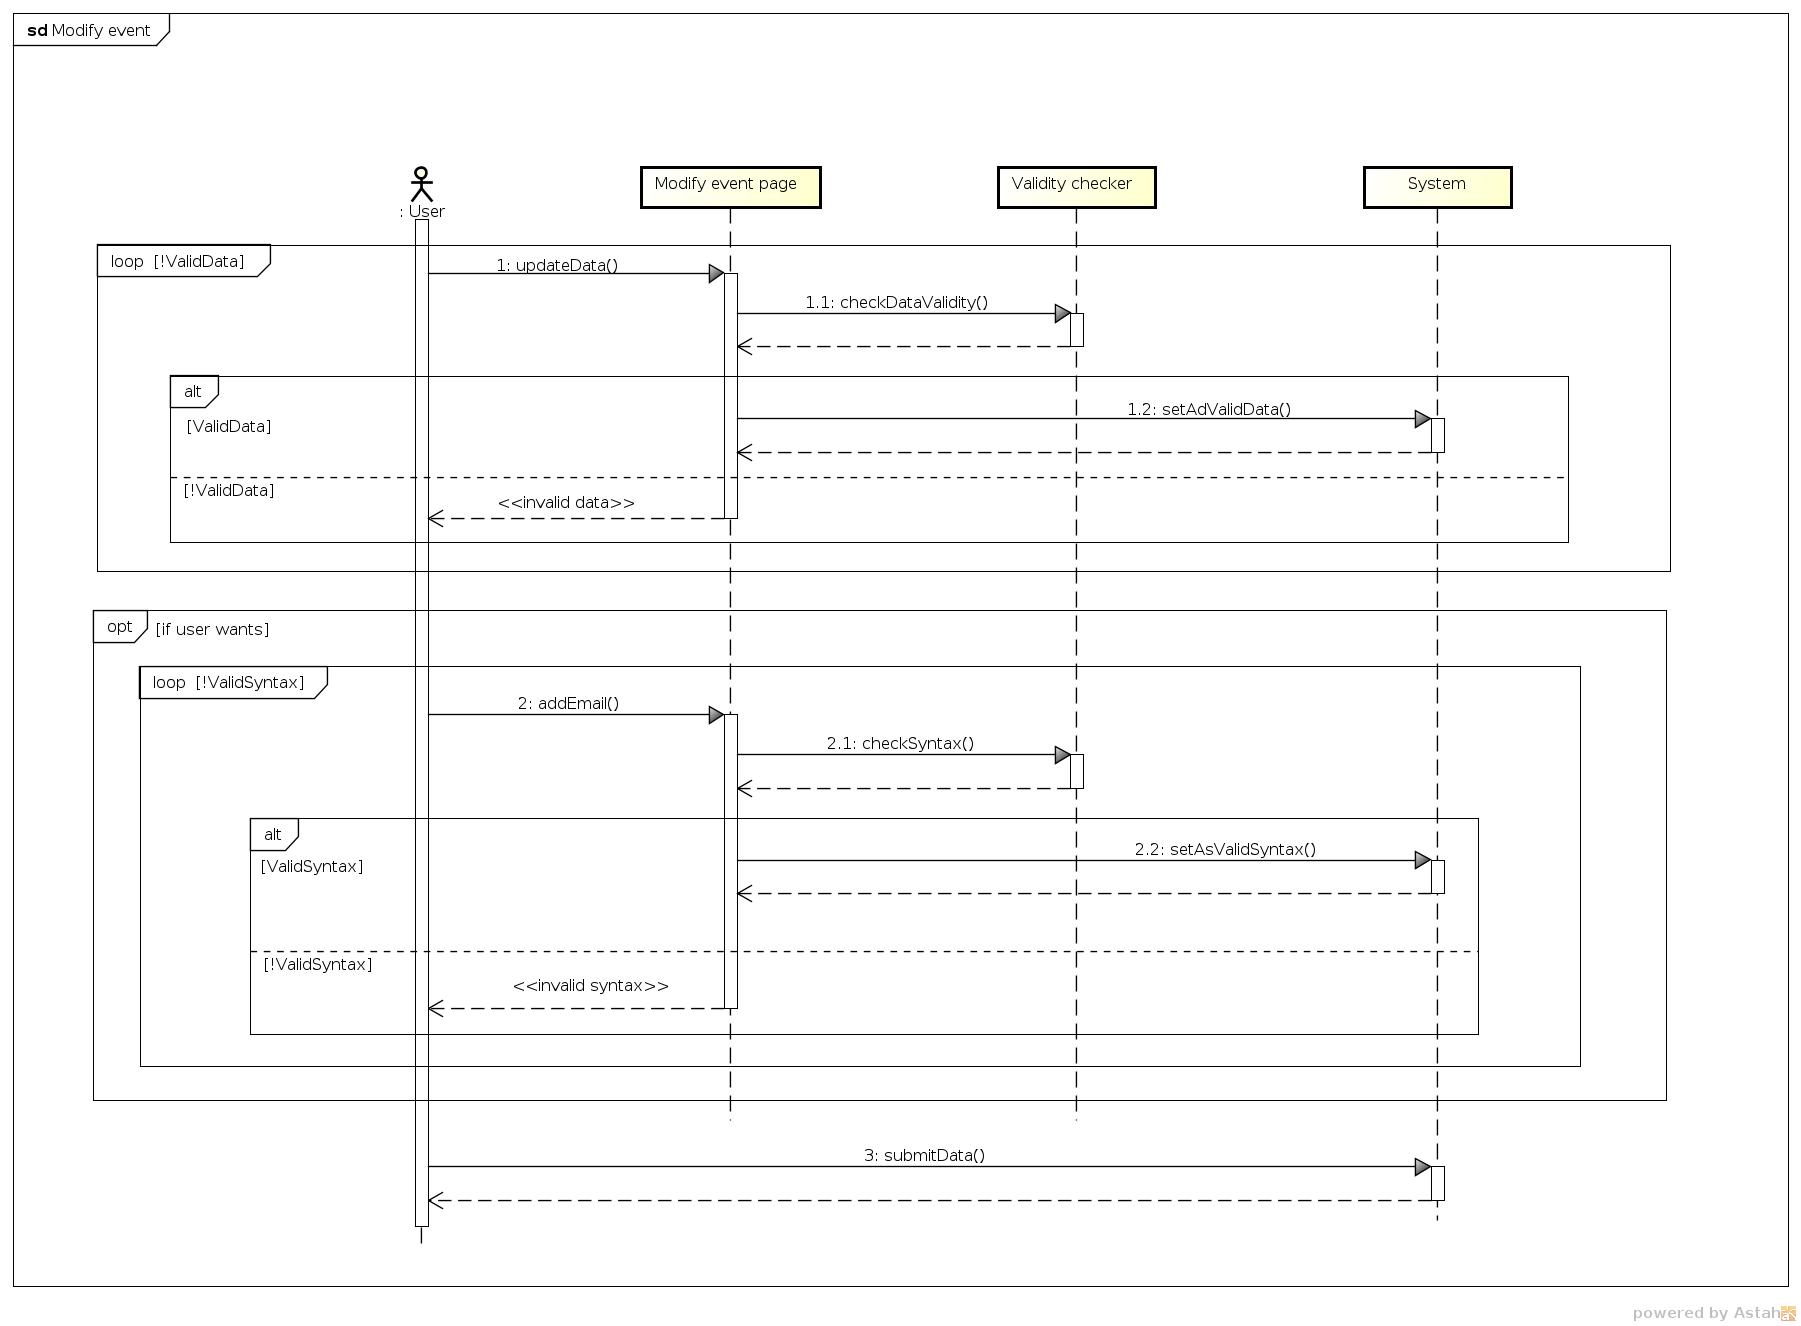 sd Modify event
: User
Modify event page
Validity checker
System
loop [!ValidData]
1: updateData()
1.1: checkDataValidity()
alt
[ValidData]
1.2: setAdValidData()
[!ValidData]
<<invalid data>>
opt [if user wants]
loop [!ValidSyntax]
2: addEmail()
2.1: checkSyntax()
alt
[ValidSyntax]
2.2: setAsValidSyntax()
[!ValidSyntax]
<<invalid syntax>>
3: submitData()
powered by Astah